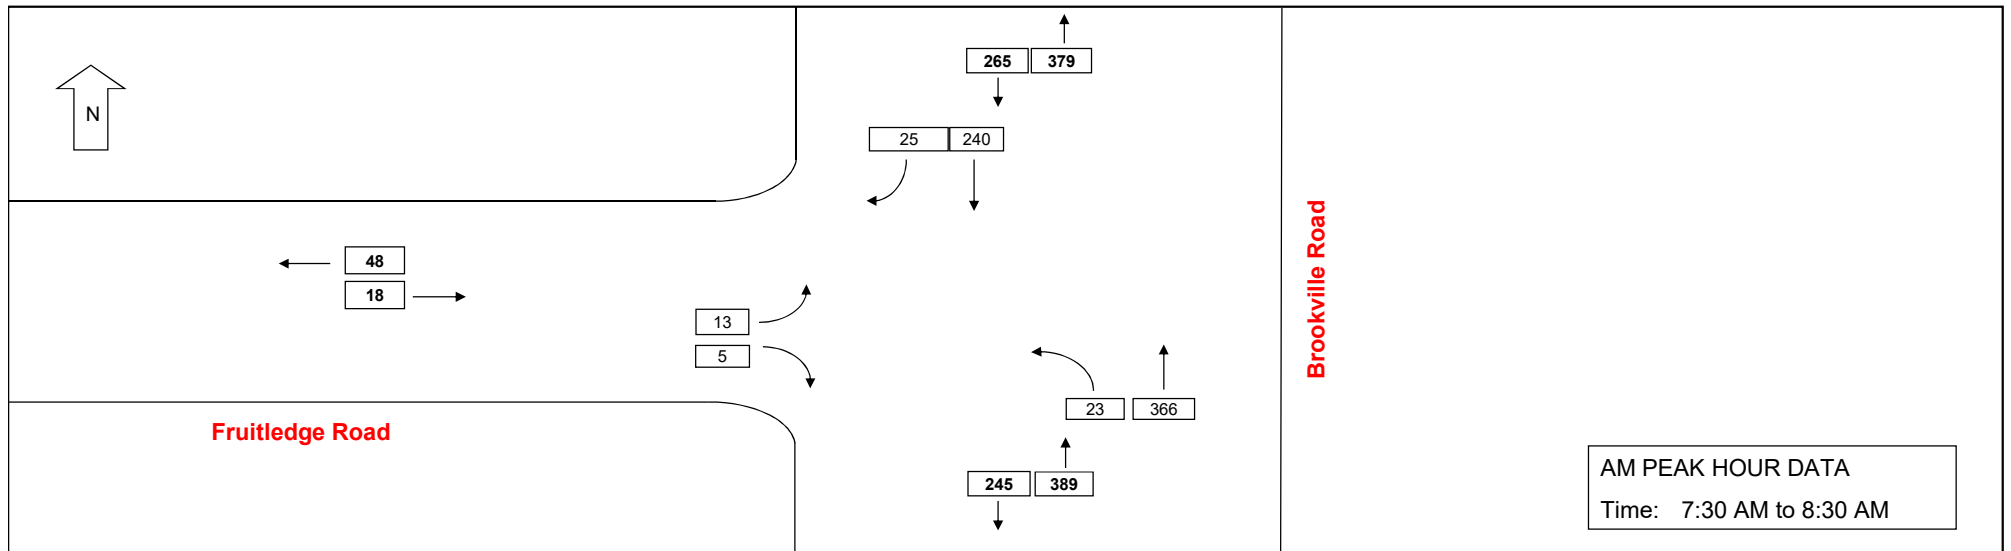 265 379
N
25 240
48
18
13
5
Brookville Road
23 366
Fruitledge Road
245 389
AM PEAK HOUR DATA
Time: 7:30 AM to 8:30 AM